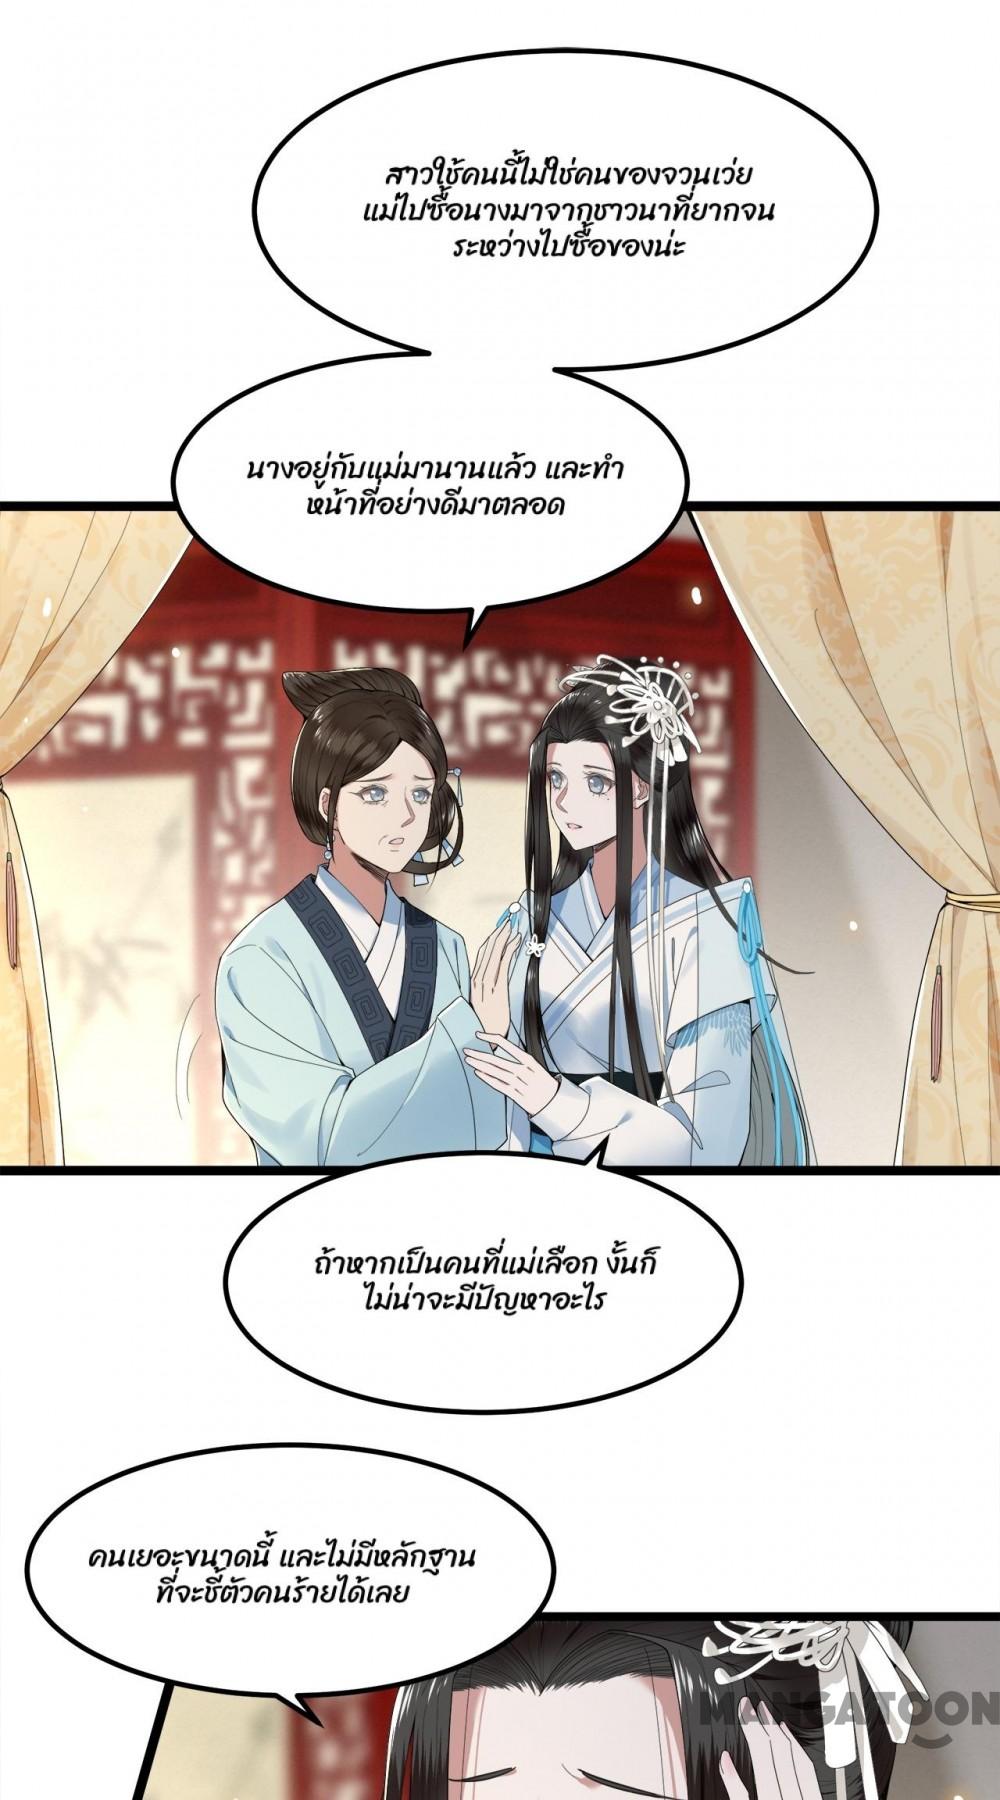 สาวใช้คนนี้ไม่ใช่คนของจวนเว่ย
แม่ไปซื้อนางมาจากชาวนาที่ยากจน
ระหว่างไปซื้อของน่ะ
นางอยู่กับแม่มานานแล้ว และทำ
หน้าที่อย่างดีมาตลอด
ถ้าหากเป็นคนที่แม่เลือก งั้นก็
ไม่น่าจะมีปัญหาอะไร
คนเยอะขนาดนี้ และไม่มีหลักฐาน
ที่จะชี้ตัวคนร้ายได้เลย
MANGATOON